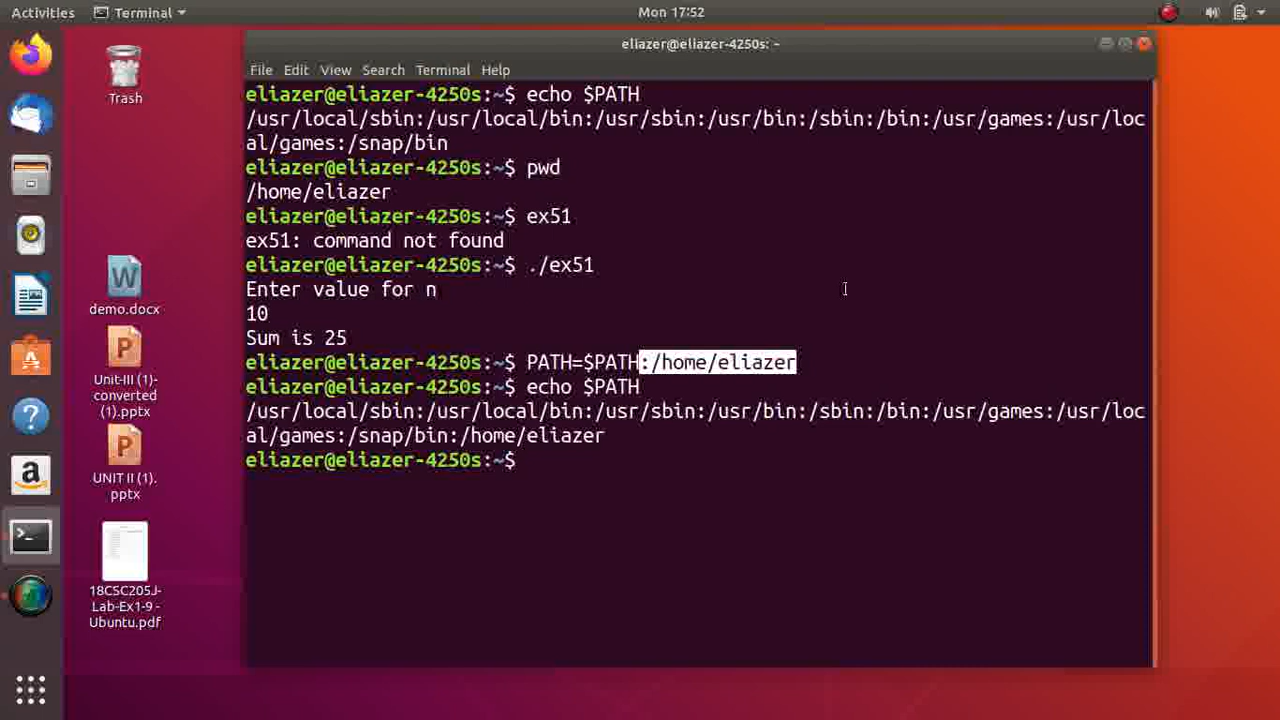 Activities
Terminal
Mon 17:52
eliazer@eliazer-4250s: ~
File Edit View Search Terminal Help
eliazer@eliazer-4250s:~$ echo $PATH
/usr/local/sbin:/usr/local/bin:/usr/sbin:/usr/bin:/sbin:/bin:/usr/games:/usr/loc
al/games:/snap/bin
eliazer@eliazer-4250s:~$ pwd
/home/eliazer
eliazer@eliazer-4250s:~$ ex51
ex51: command not found
eliazer@eliazer-4250s:~$ ./ex51
Enter value for n
10
Sum is 25
eliazer@eliazer-4250s:~$ PATH=$PATH:/home/eliazer
eliazer@eliazer-4250s:~$ echo $PATH
/usr/local/sbin:/usr/local/bin:/usr/sbin:/usr/bin:/sbin:/bin:/usr/games:/usr/loc
al/games:/snap/bin:/home/eliazer
eliazer@eliazer-4250s:~$
Trash
W
demo.docx
P
Unit-III (1)-
converted
(1).pptx
P
UNIT II (1).
pptx
18CSC205J-
Lab-Ex1-9 -
Ubuntu.pdf